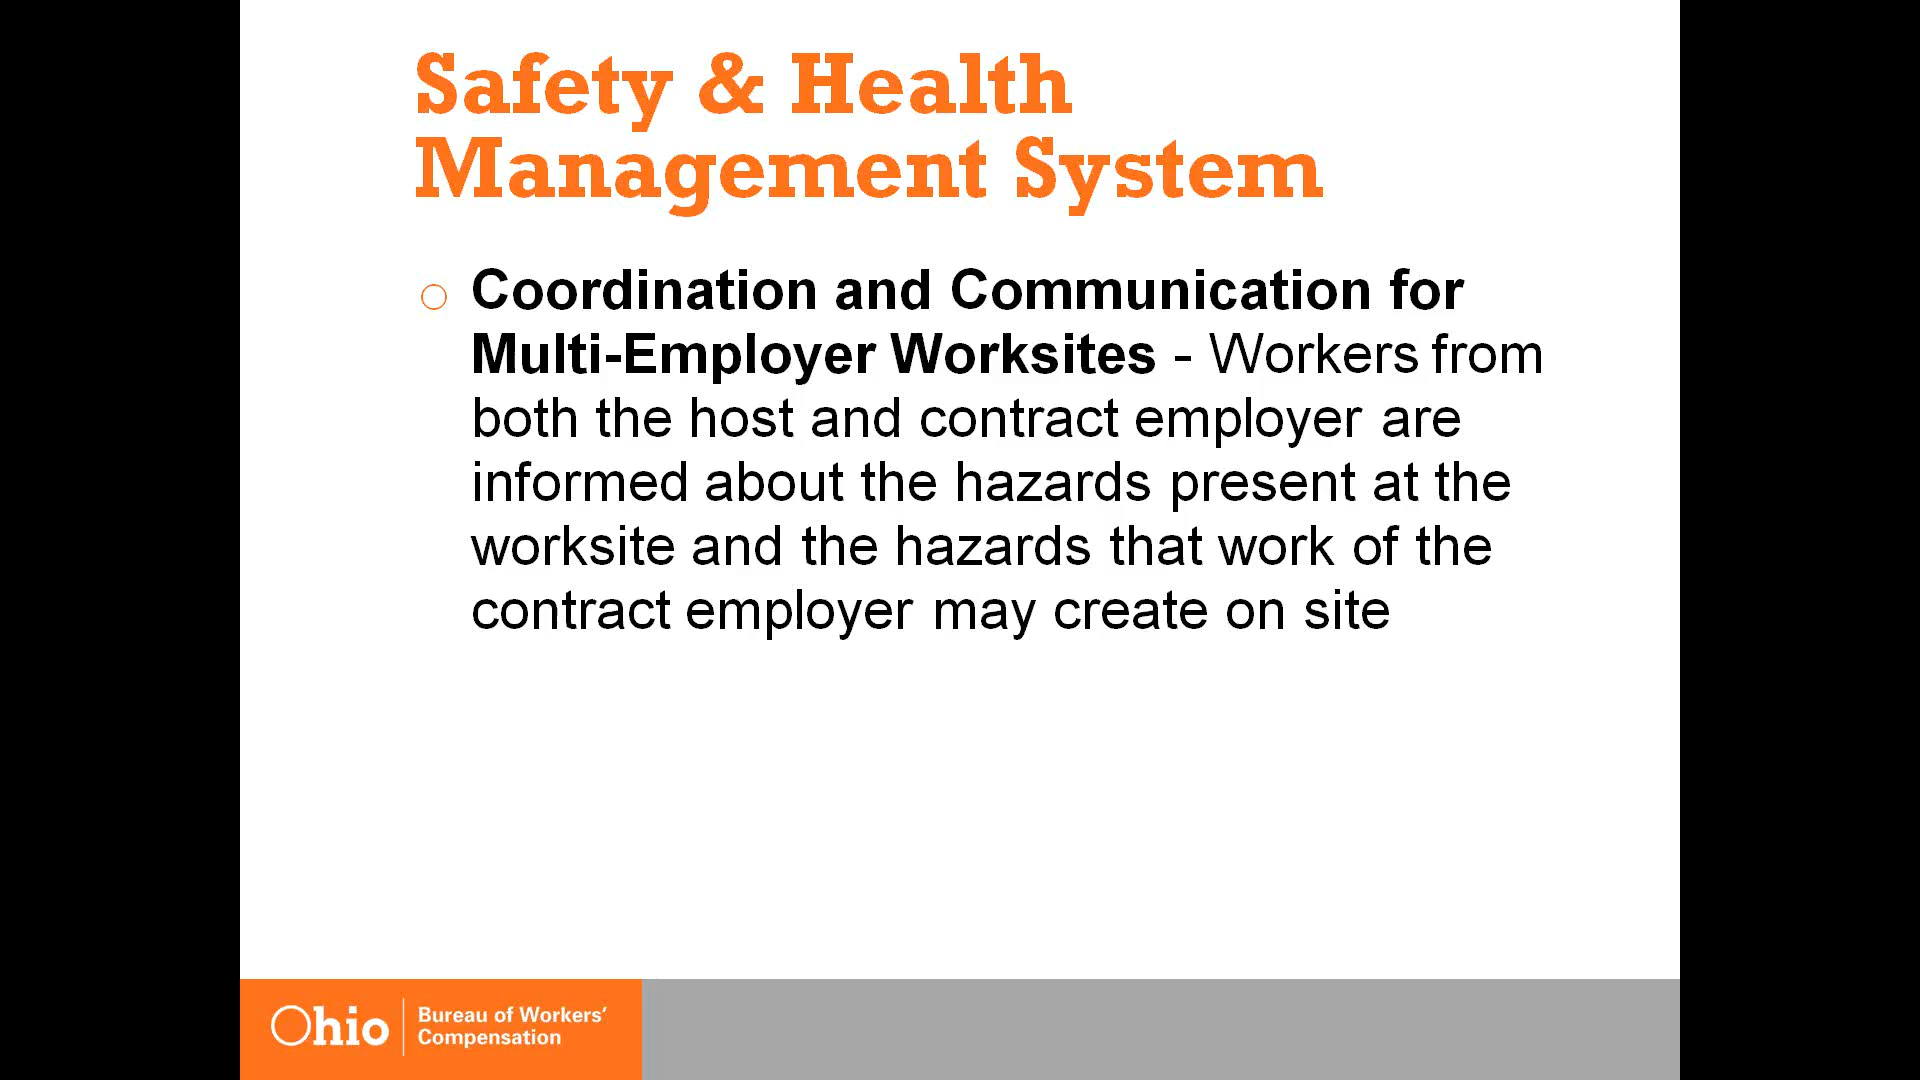 Safety & Health
Management System
Coordination and Communication for
Multi-Employer Worksites - Workers from
both the host and contract employer are
informed about the hazards present at the
worksite and the hazards that work of the
contract employer may create on site
Ohio
Bureau of Workers'
Compensation